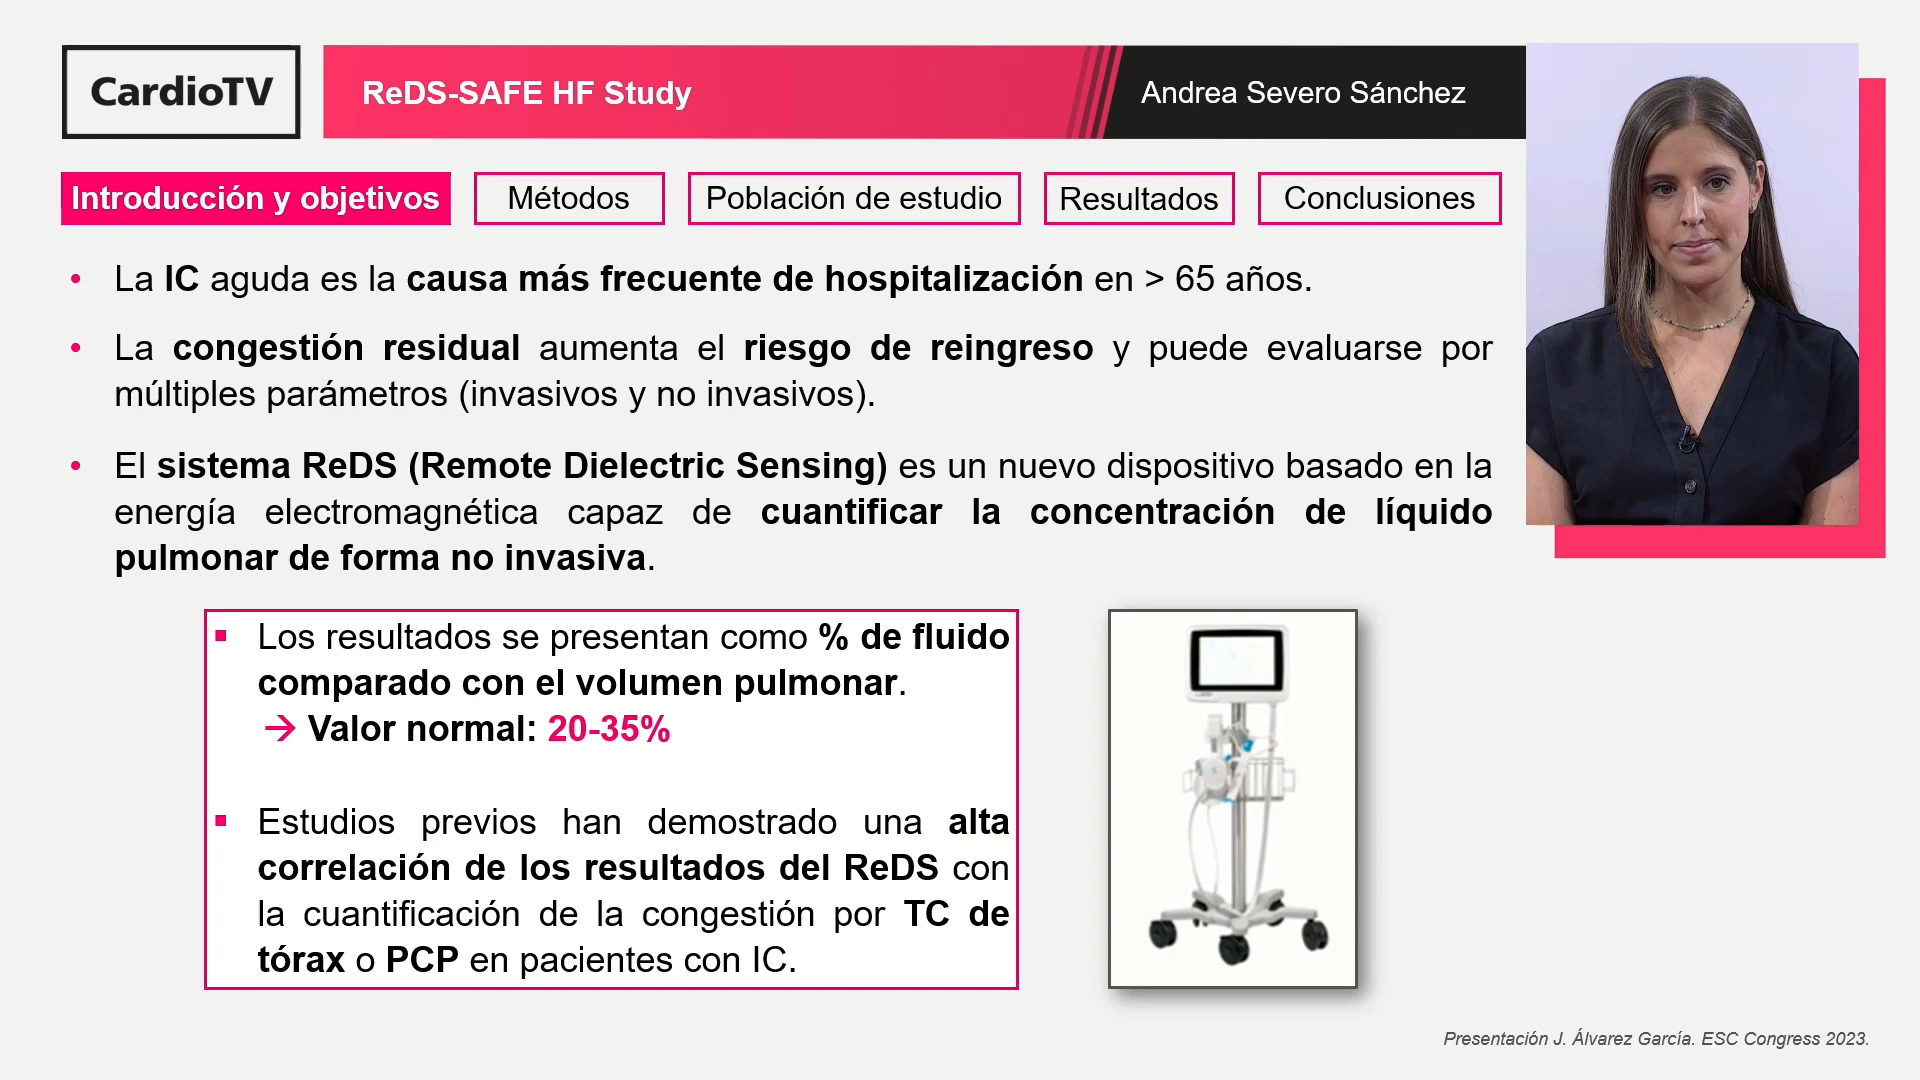 CardioTV
ReDS-SAFE HF Study
Andrea Severo Sánchez
Introducción y objetivos
Métodos
Población de estudio
Resultados
Conclusiones
• La IC aguda es la causa más frecuente de hospitalización en > 65 años.
• La congestión residual aumenta el riesgo de reingreso y puede evaluarse por
múltiples parámetros (invasivos y no invasivos).
• El sistema ReDS (Remote Dielectric Sensing) es un nuevo dispositivo basado en la
energía electromagnética capaz de cuantificar la concentración de líquido
pulmonar de forma no invasiva.
▪ Los resultados se presentan como % de fluido
comparado con el volumen pulmonar.
→ Valor normal: 20-35%
▪ Estudios previos han demostrado una alta
correlación de los resultados del ReDS con
la cuantificación de la congestión por TC de
tórax o PCP en pacientes con IC.
Presentación J. Álvarez García. ESC Congress 2023.